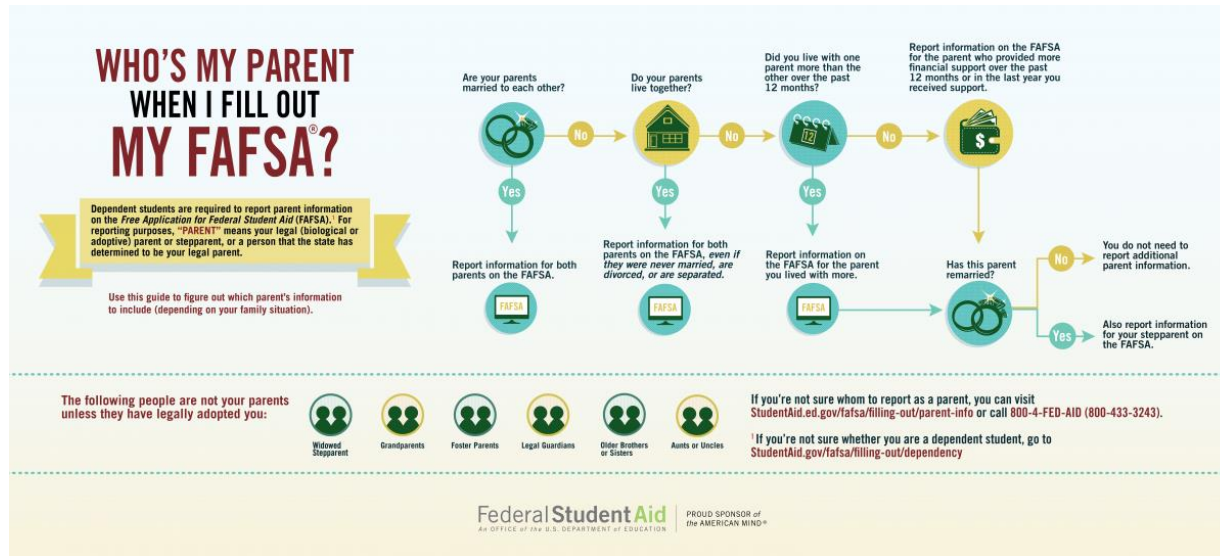 WHO'S MY PARENT
WHEN I FILL OUT
MY FAFSA®?
Dependent students are required to report parent information
on the Free Application for Federal Student Aid (FAFSA).¹ For
reporting purposes, "PARENT" means your legal (biological or
adoptive) parent or stepparent, or a person that the state has
determined to be your legal parent.
Use this guide to figure out which parent's information
to include (depending on your family situation).
Are your parents
married to each other?
No
Yes
Report information for both
parents on the FAFSA.
FAFSA
Do your parents
live together?
No
Yes
Report information for both
parents on the FAFSA, even if
they were never married, are
divorced, or are separated.
FAFSA
Did you live with one
parent more than the
other over the past
12 months?
12
No
Yes
Report information on
the FAFSA for the parent
you lived with more.
FAFSA
Report information on the FAFSA
for the parent who provided more
financial support over the past
12 months or in the last year you
received support.
$
Has this parent
remarried?
No
You do not need to
report additional
parent information.
Yes
Also report information
for your stepparent on
the FAFSA.
The following people are not your parents
unless they have legally adopted you:
Widowed
Stepparent
Grandparents
Foster Parents
Legal Guardians
Older Brothers
or Sisters
Aunts or Uncles
If you're not sure whom to report as a parent, you can visit
StudentAid.ed.gov/fafsa/filling-out/parent-info or call 800-4-FED-AID (800-433-3243).
¹ If you're not sure whether you are a dependent student, go to
StudentAid.gov/fafsa/filling-out/dependency
Federal Student Aid
An OFFICE of the U.S. DEPARTMENT of EDUCATION
PROUD SPONSOR of
the AMERICAN MIND®